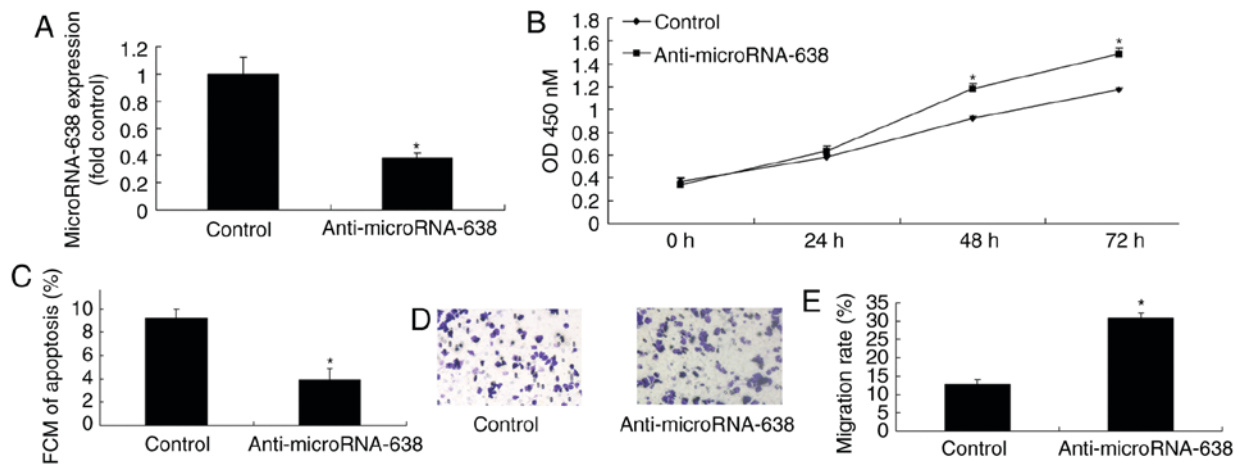 A
MicroRNA-638 expression
(fold control)
1.2
1
0.8
0.6
0.4
0.2
0
*
Control
Anti-microRNA-638
B
OD 450 nM
1.8
1.6
1.4
1.2
1.0
0.8
0.6
0.4
0.2
0
Control
Anti-microRNA-638
*
*
0 h
24 h
48 h
72 h
C
FCM of apoptosis (%)
10
8
6
4
2
0
*
Control
Anti-microRNA-638
D
Control
Anti-microRNA-638
E
Migration rate (%)
35
30
25
20
15
10
5
0
*
Control
Anti-microRNA-638